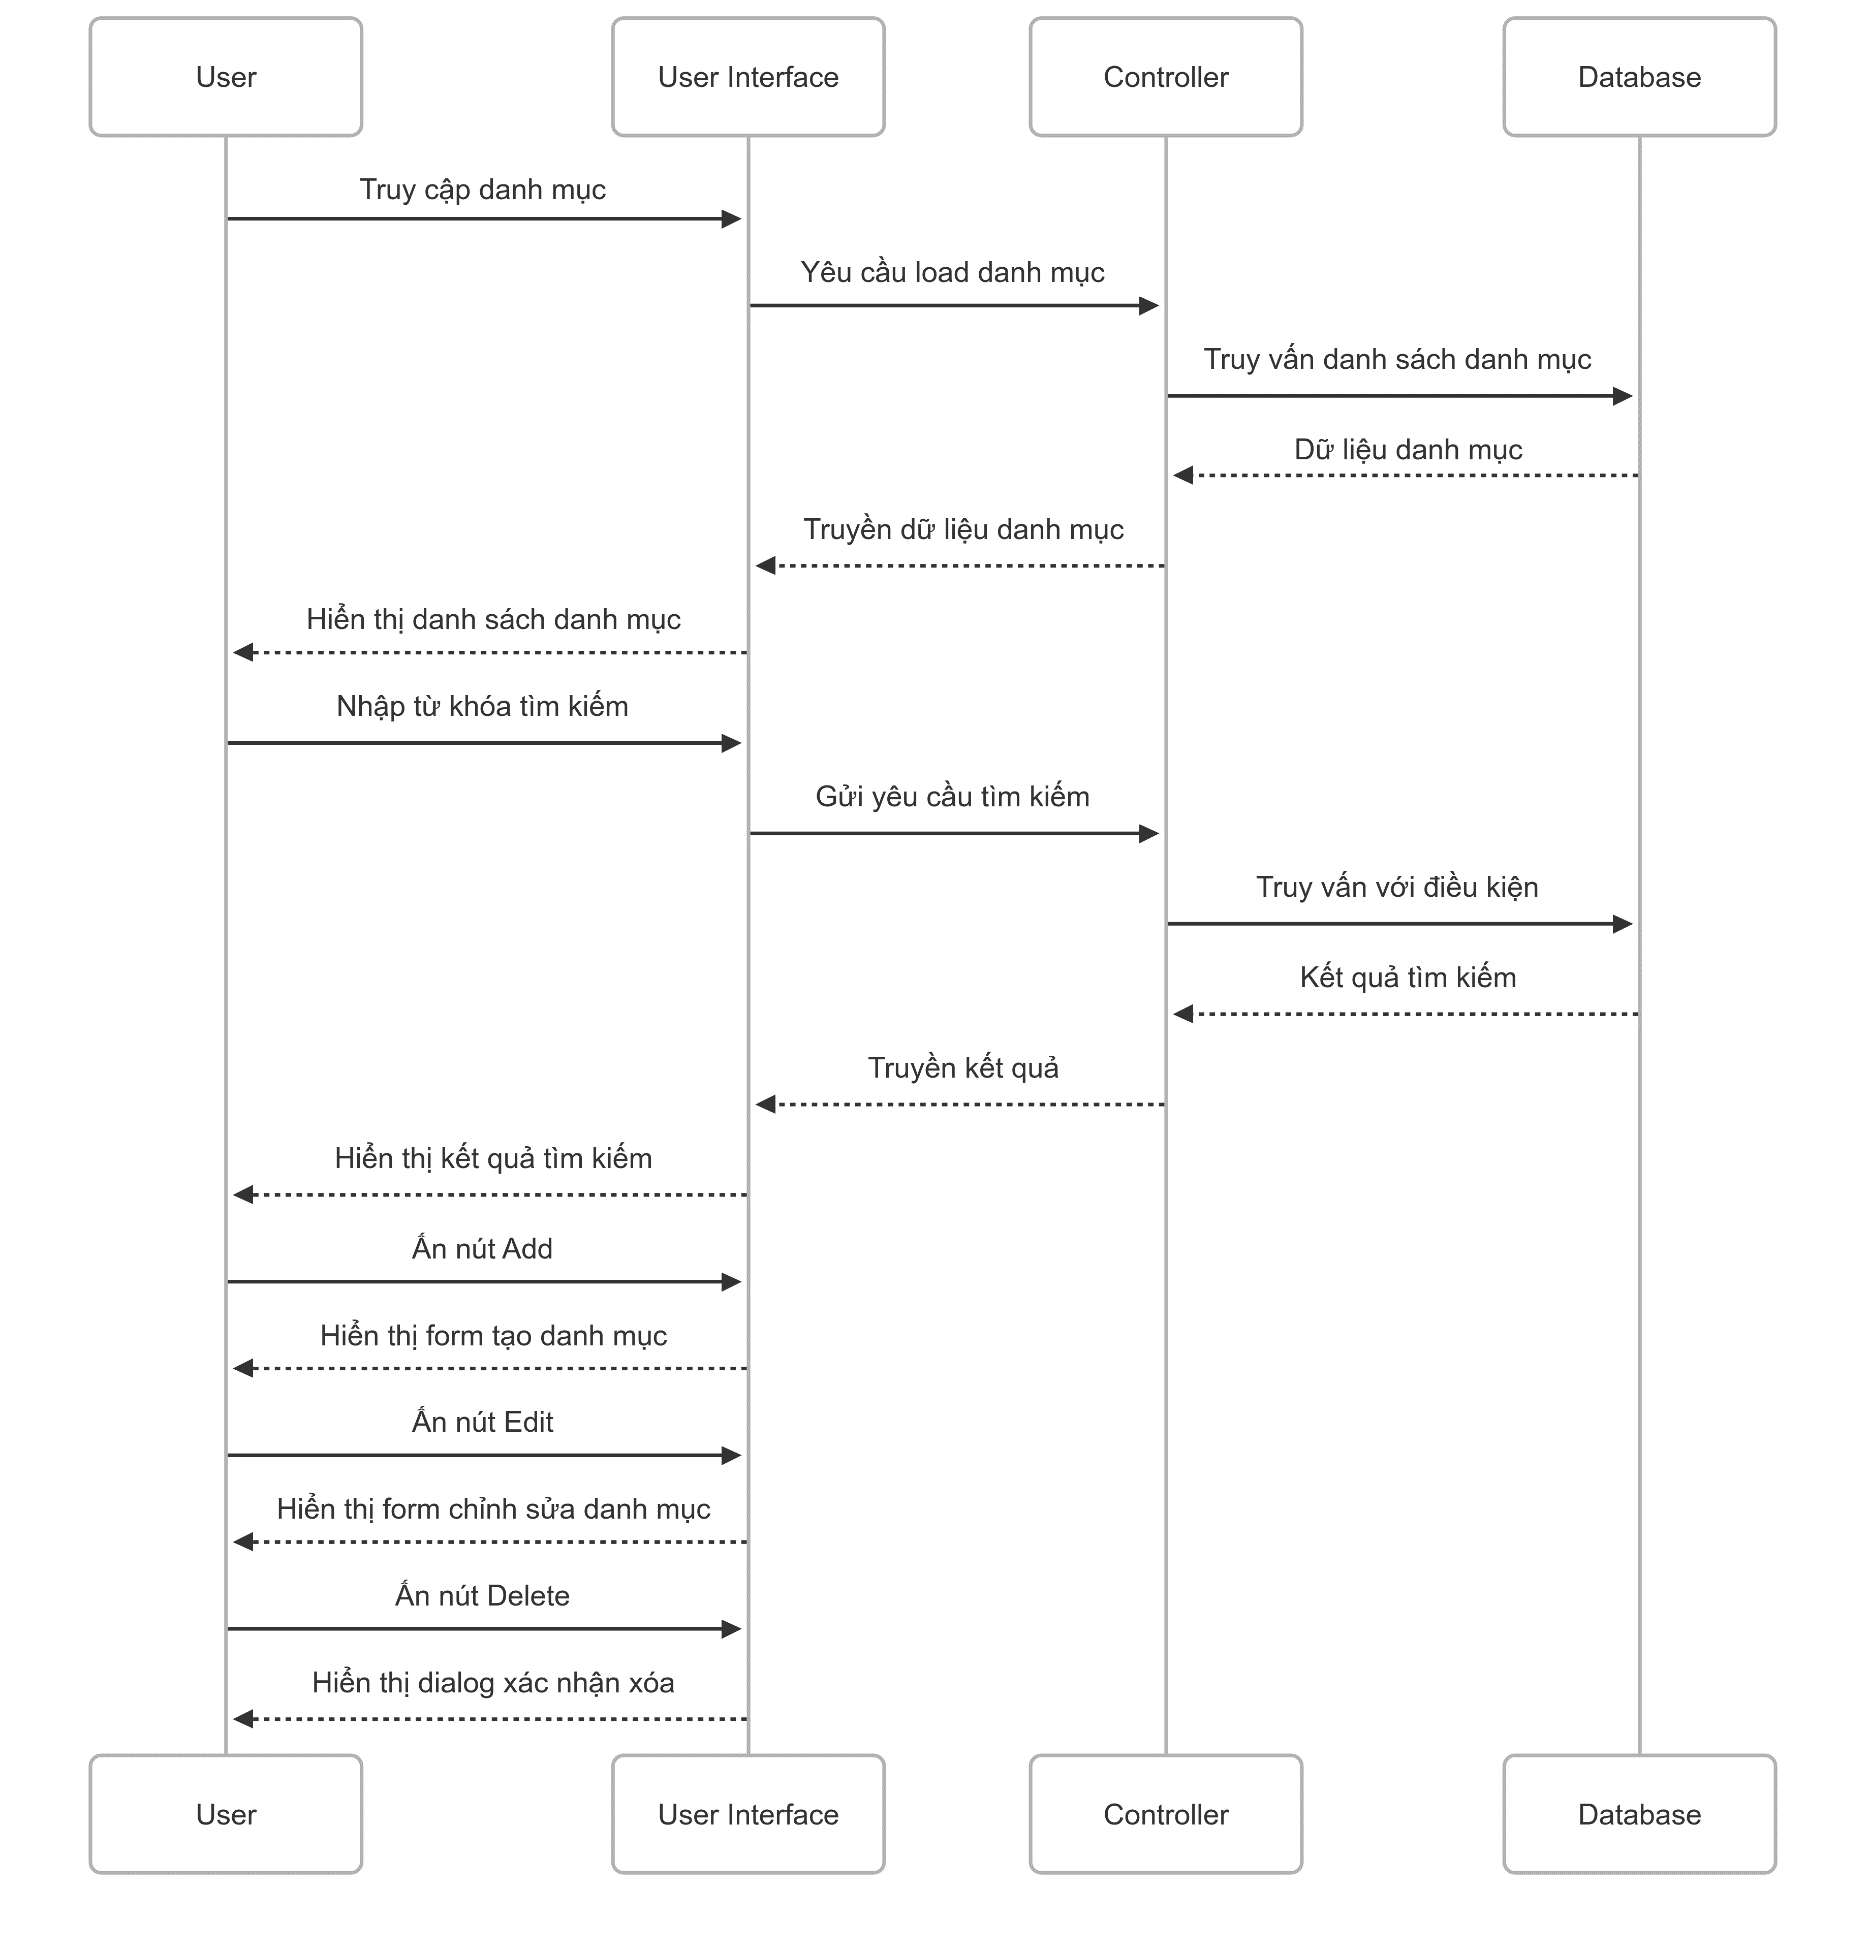 User
User Interface
Controller
Database
Truy cập danh mục
Yêu cầu load danh mục
Truy vấn danh sách danh mục
Dữ liệu danh mục
Truyền dữ liệu danh mục
Hiển thị danh sách danh mục
Nhập từ khóa tìm kiếm
Gửi yêu cầu tìm kiếm
Truy vấn với điều kiện
Kết quả tìm kiếm
Truyền kết quả
Hiển thị kết quả tìm kiếm
Ấn nút Add
Hiển thị form tạo danh mục
Ấn nút Edit
Hiển thị form chỉnh sửa danh mục
Ấn nút Delete
Hiển thị dialog xác nhận xóa
User
User Interface
Controller
Database